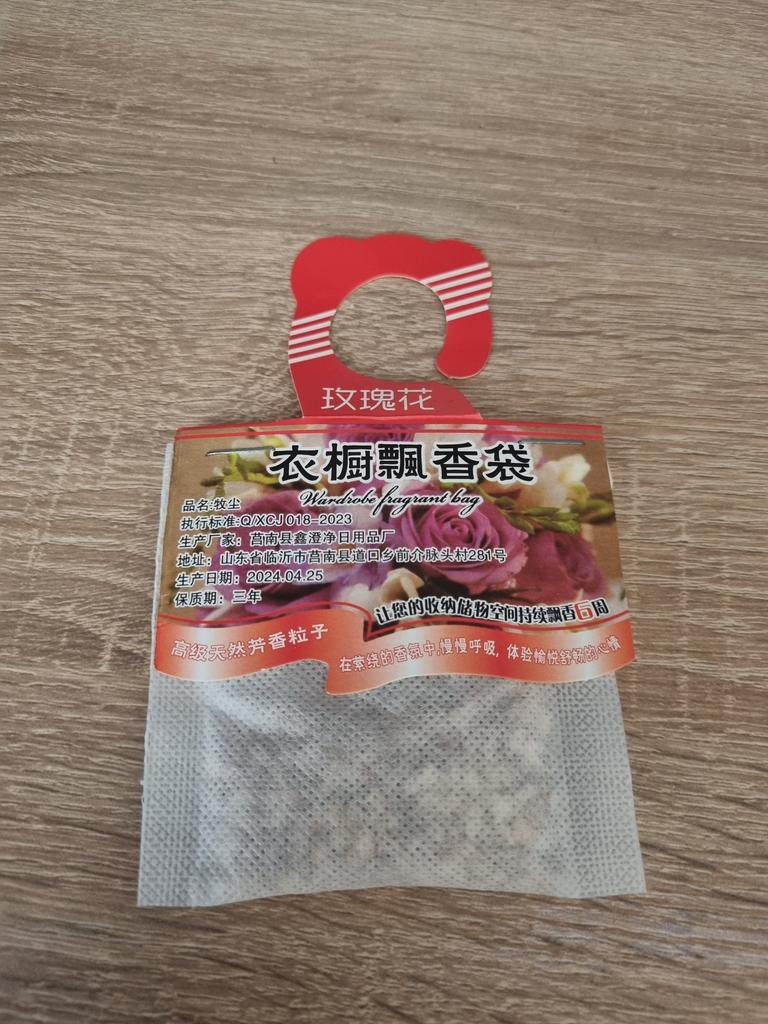 玫瑰花
衣橱飘香袋
Wardrobe fragrant bag
品名:牧尘
执行标准:Q/XCJ 018-2023
生产厂家：莒南县鑫澄净日用品厂
地址：山东省临沂市莒南县道口乡前介脉头村281号
生产日期：2024.04.25
保质期：三年
让您的收纳储物空间持续飘香6周
高级天然芳香粒子
在萦绕的香氛中,慢慢呼吸,体验愉悦舒畅的心情